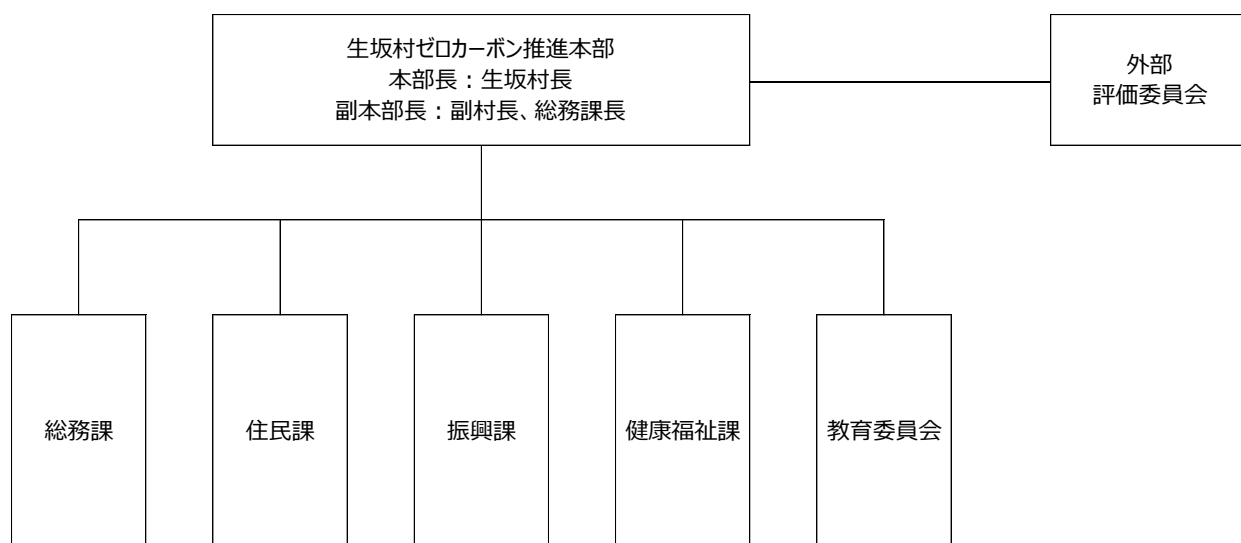 生坂村ゼロカーボン推進本部
本部長：生坂村長
副本部長：副村長、総務課長
外部
評価委員会
総務課
住民課
振興課
健康福祉課
教育委員会